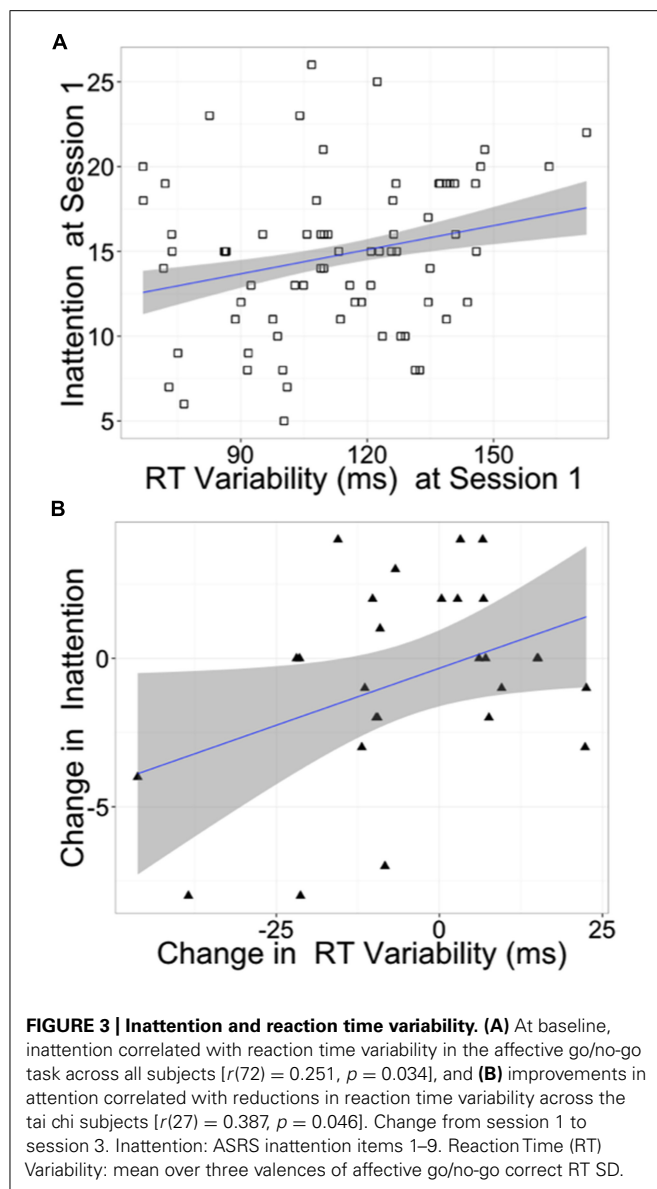 A
25
20
15
10
5
Inattention at Session 1
90 120 150
RT Variability (ms) at Session 1
B
0
-5
Change in Inattention
-25 0 25
Change in RT Variability (ms)
FIGURE 3 | Inattention and reaction time variability. (A) At baseline,
inattention correlated with reaction time variability in the affective go/no-go
task across all subjects [r(72) = 0.251, p = 0.034], and (B) improvements in
attention correlated with reductions in reaction time variability across the
tai chi subjects [r(27) = 0.387, p = 0.046]. Change from session 1 to
session 3. Inattention: ASRS inattention items 1–9. Reaction Time (RT)
Variability: mean over three valences of affective go/no-go correct RT SD.